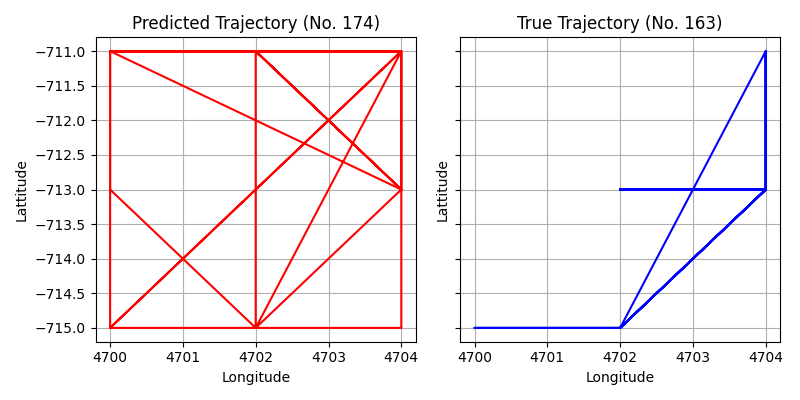 Predicted Trajectory (No. 174)
True Trajectory (No. 163)
−711.0
−711.5
−712.0
−712.5
−713.0
−713.5
−714.0
−714.5
−715.0
Lattitude
Lattitude
4700 4701 4702 4703 4704
4700 4701 4702 4703 4704
Longitude
Longitude